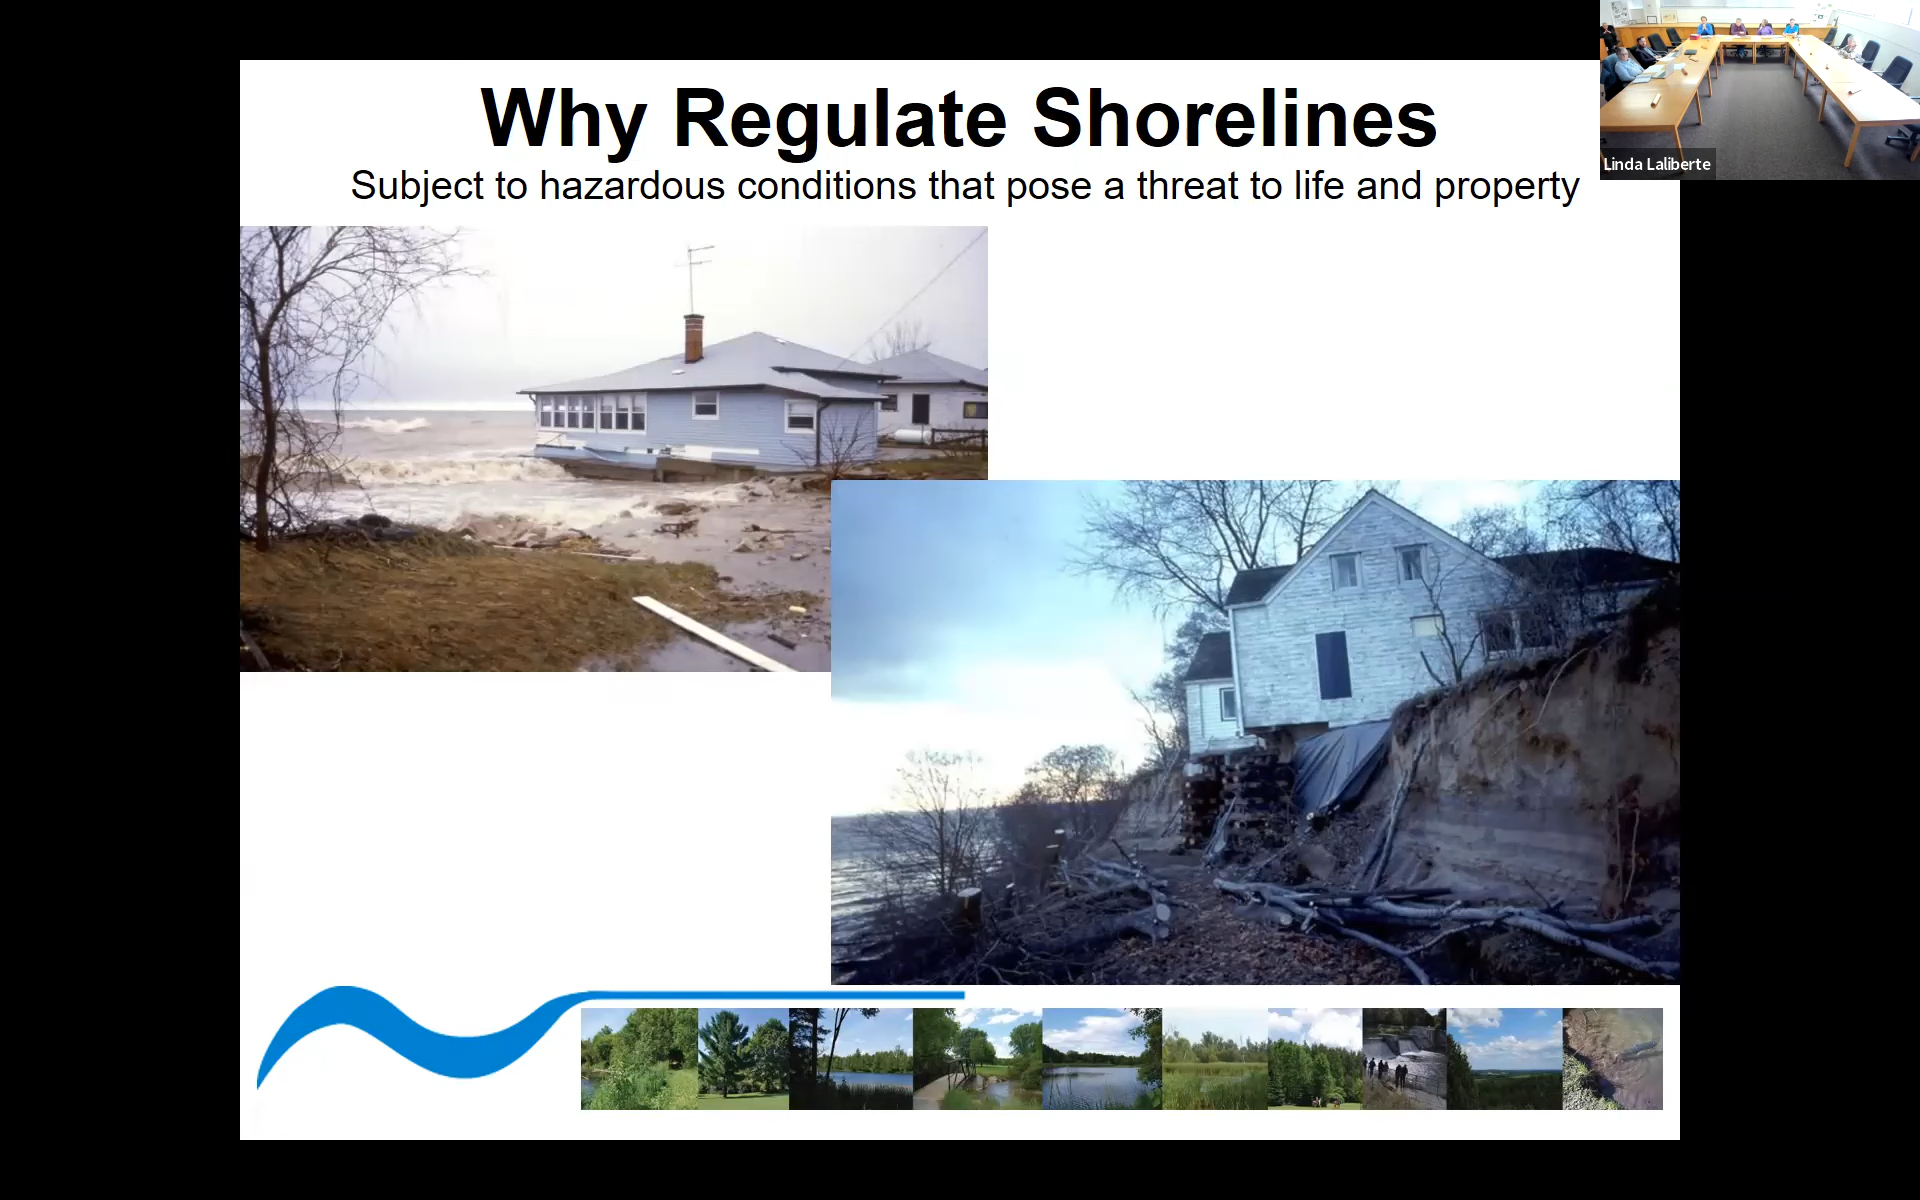 Why Regulate Shorelines
Subject to hazardous conditions that pose a threat to life and property
Linda Laliberte